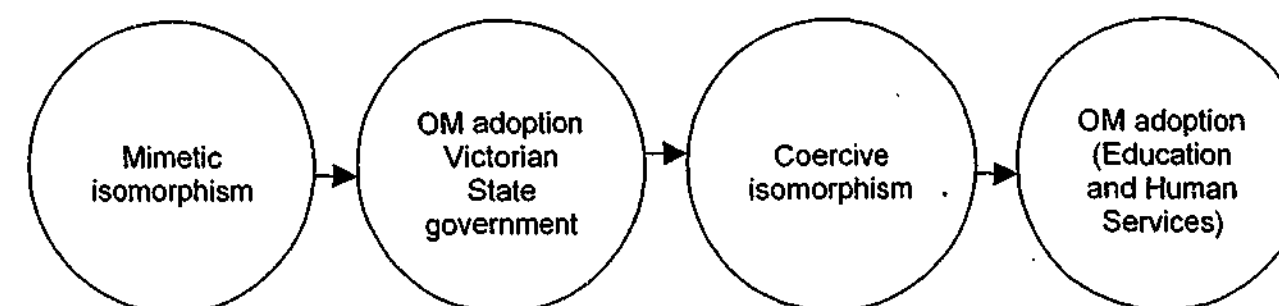 Mimetic
isomorphism
OM adoption
Victorian
State
government
Coercive
isomorphism
OM adoption
(Education
and Human
Services)